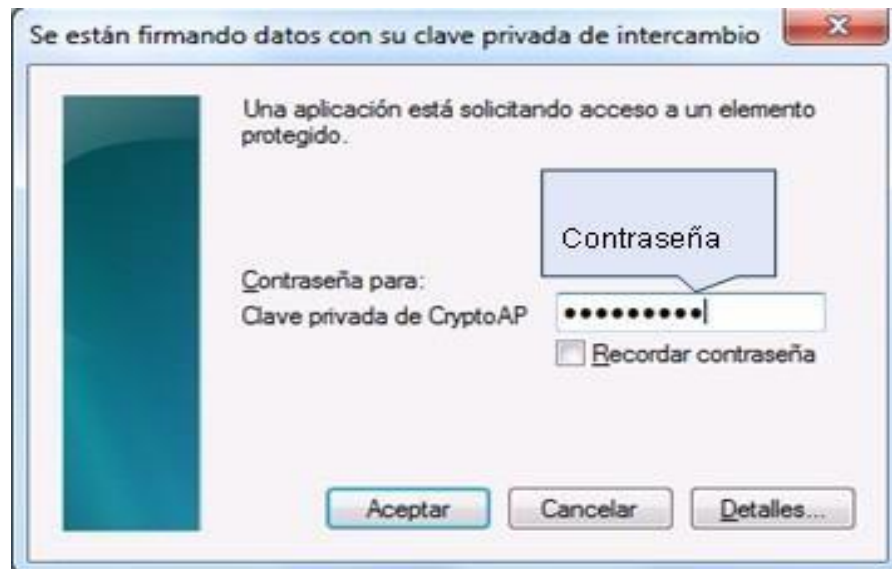 Se están firmando datos con su clave privada de intercambio
Una aplicación está solicitando acceso a un elemento
protegido.
Contraseña
Contraseña para:
Clave privada de CryptoAP
Recordar contraseña
Aceptar
Cancelar
Detalles...